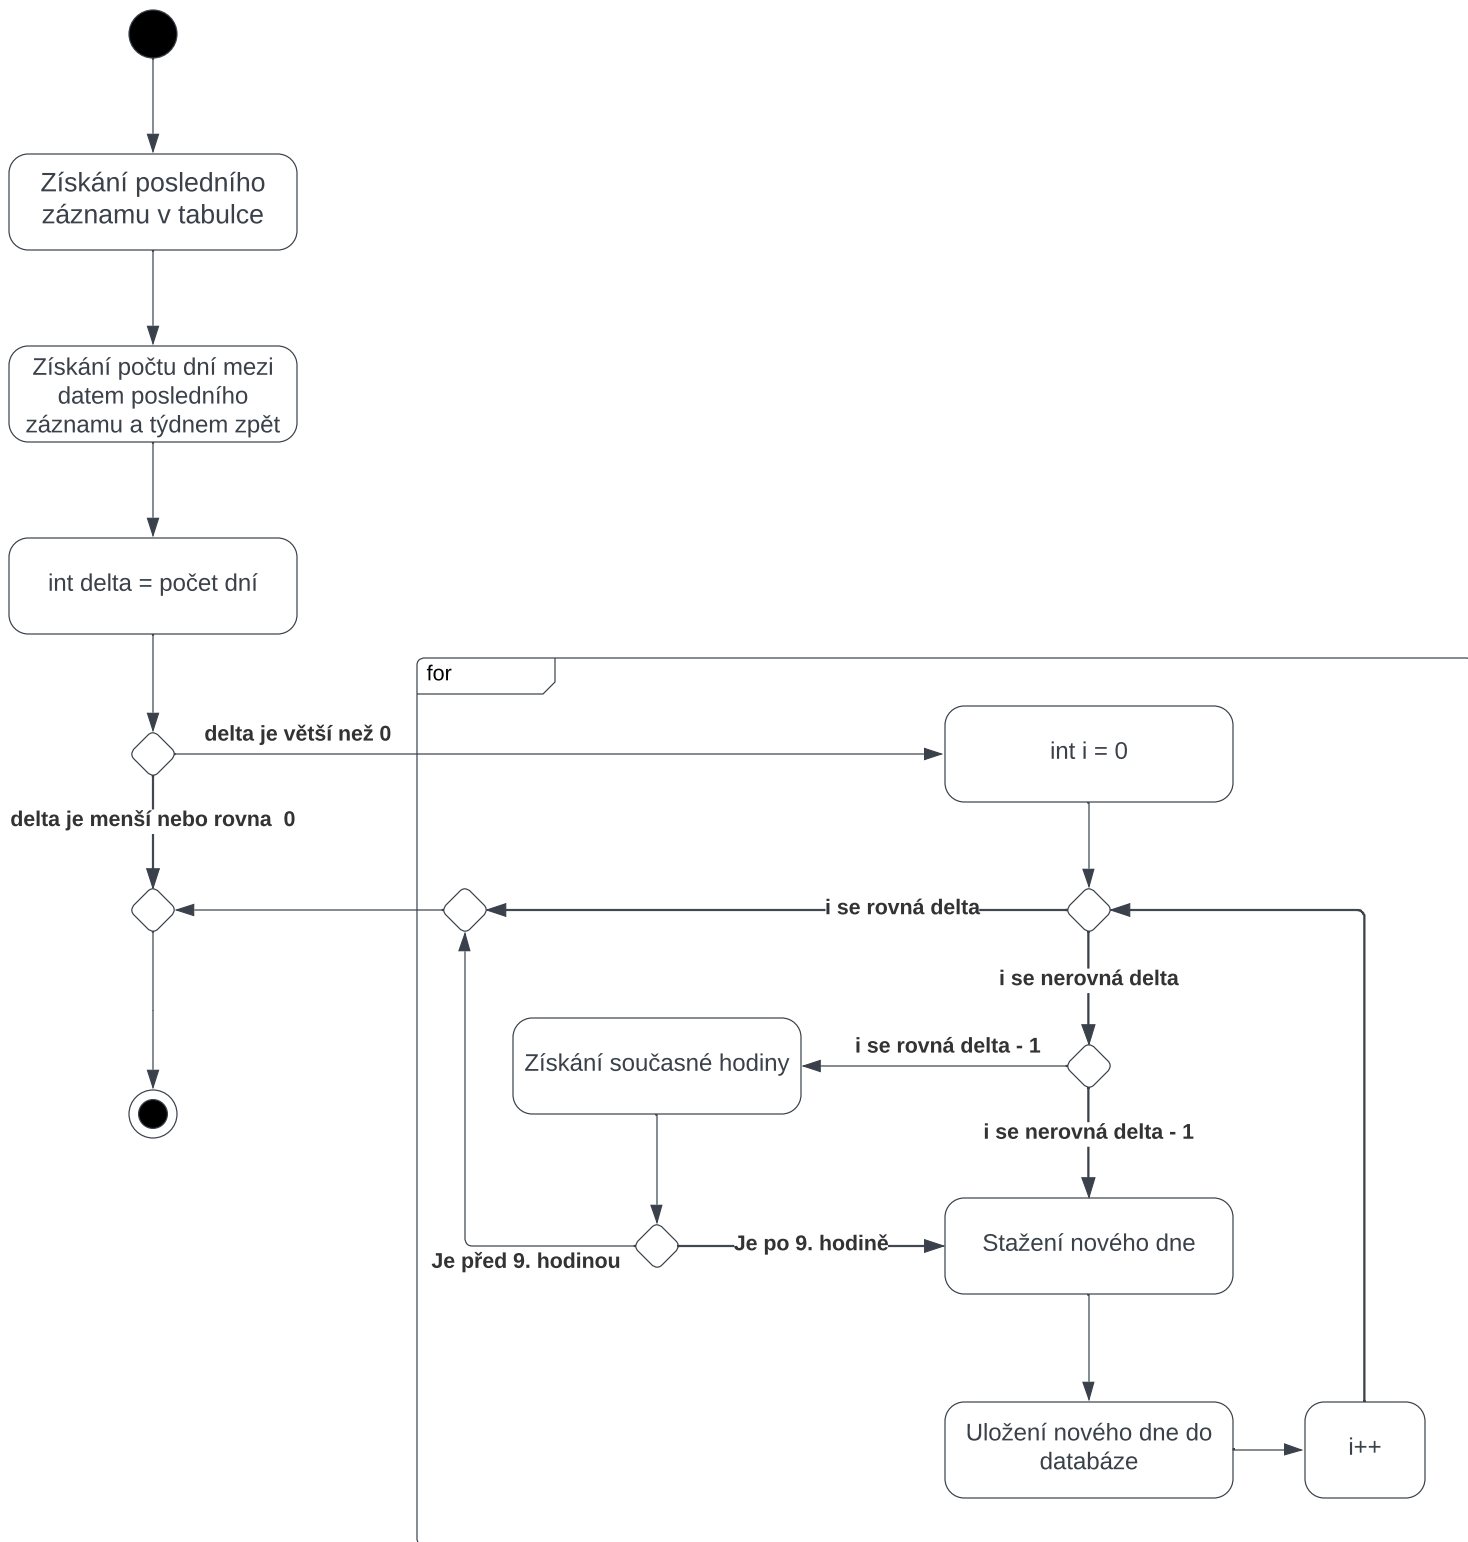 Získání posledního
záznamu v tabulce
Získání počtu dní mezi
datem posledního
záznamu a týdnem zpět
int delta = počet dní
for
delta je větší než 0
int i = 0
delta je menší nebo rovna  0
i se rovná delta
i se nerovná delta
i se rovná delta - 1
Získání současné hodiny
i se nerovná delta - 1
Je po 9. hodině
Je před 9. hodinou
Stažení nového dne
Uložení nového dne do
databáze
i++